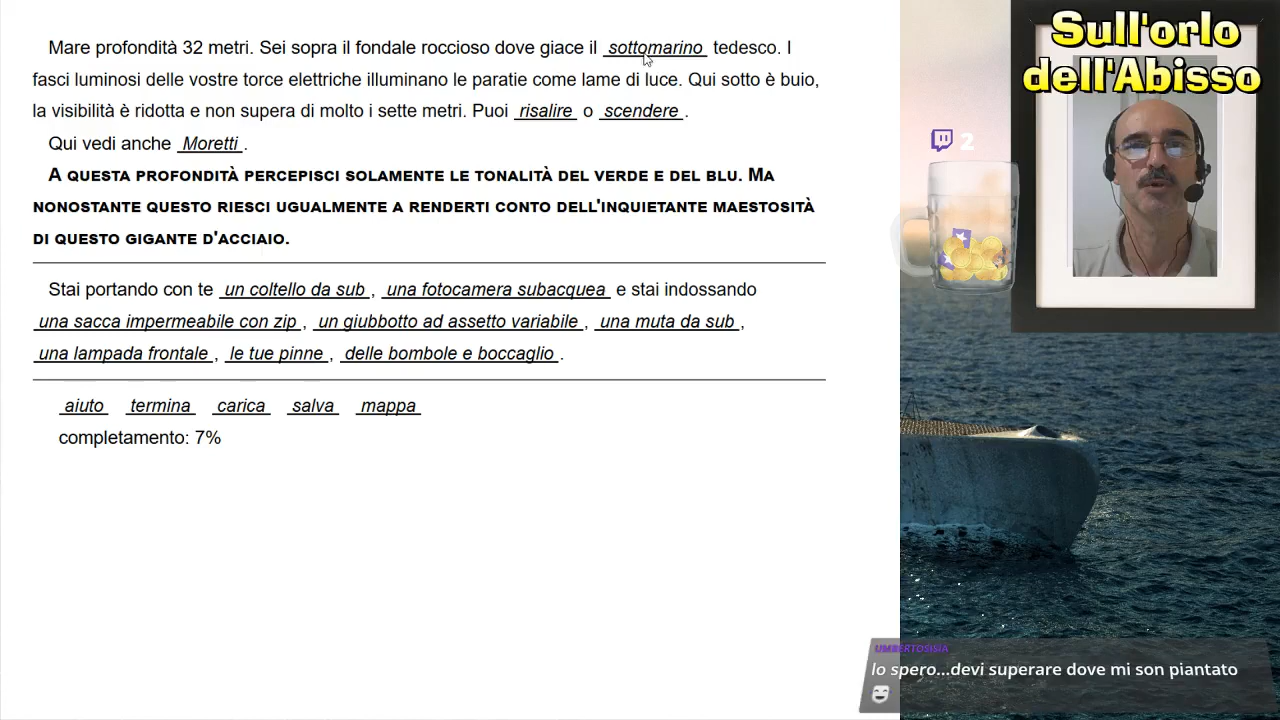 Mare profondità 32 metri. Sei sopra il fondale roccioso dove giace il sottomarino tedesco. I
fasci luminosi delle vostre torce elettriche illuminano le paratie come lame di luce. Qui sotto è buio,
la visibilità è ridotta e non supera di molto i sette metri. Puoi risalire o scendere.
Qui vedi anche Moretti.
A QUESTA PROFONDITÀ PERCEPISCI SOLAMENTE LE TONALITÀ DEL VERDE E DEL BLU. MA
NONOSTANTE QUESTO RIESCI UGUALMENTE A RENDERTI CONTO DELL'INQUIETANTE MAESTOSITÀ
DI QUESTO GIGANTE D'ACCIAIO.
Stai portando con te un coltello da sub, una fotocamera subacquea e stai indossando
una sacca impermeabile con zip, un giubbotto ad assetto variabile, una muta da sub,
una lampada frontale, le tue pinne, delle bombole e boccaglio.
aiuto termina carica salva mappa
completamento: 7%
Sull'orlo
dell'Abisso
2
UMBERTOSISIA
Io spero...devi superare dove mi son piantato